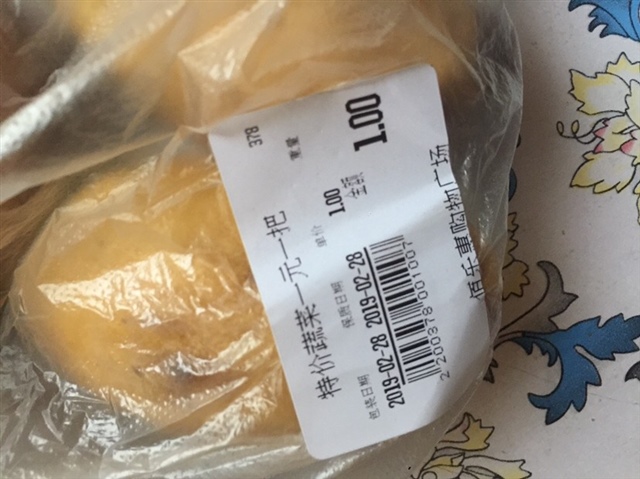 378
特价蔬菜一元一把
重量
单价
金额
1.00
1.00
包装日期
保质日期
2019-02-28
2019-02-28
2200378001007
佰乐惠购物广场